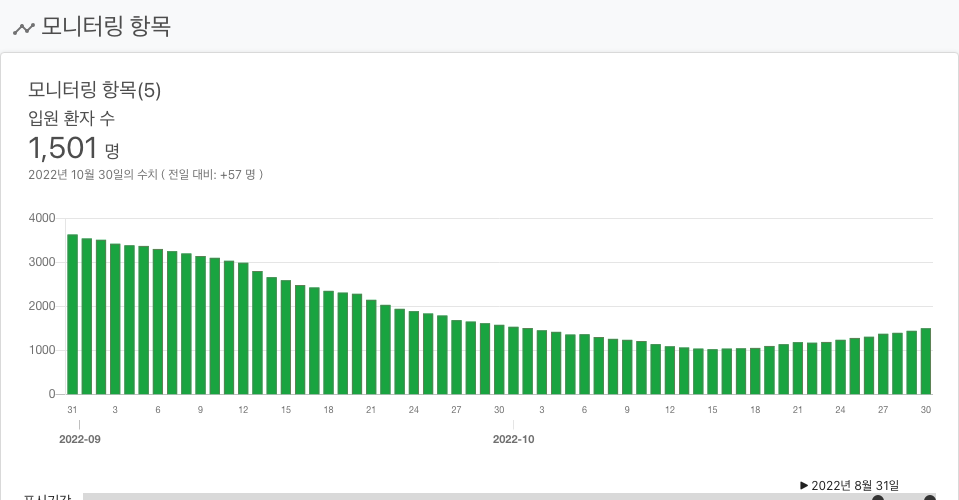 모니터링 항목
모니터링 항목(5)
입원 환자 수
1,501 명
2022년 10월 30일의 수치 ( 전일 대비: +57 명 )
4000
3000
2000
1000
0
31 3 6 9 12 15 18 21 24 27 30 3 6 9 12 15 18 21 24 27 30
2022-09 2022-10
▶ 2022년 8월 31일
표시기간